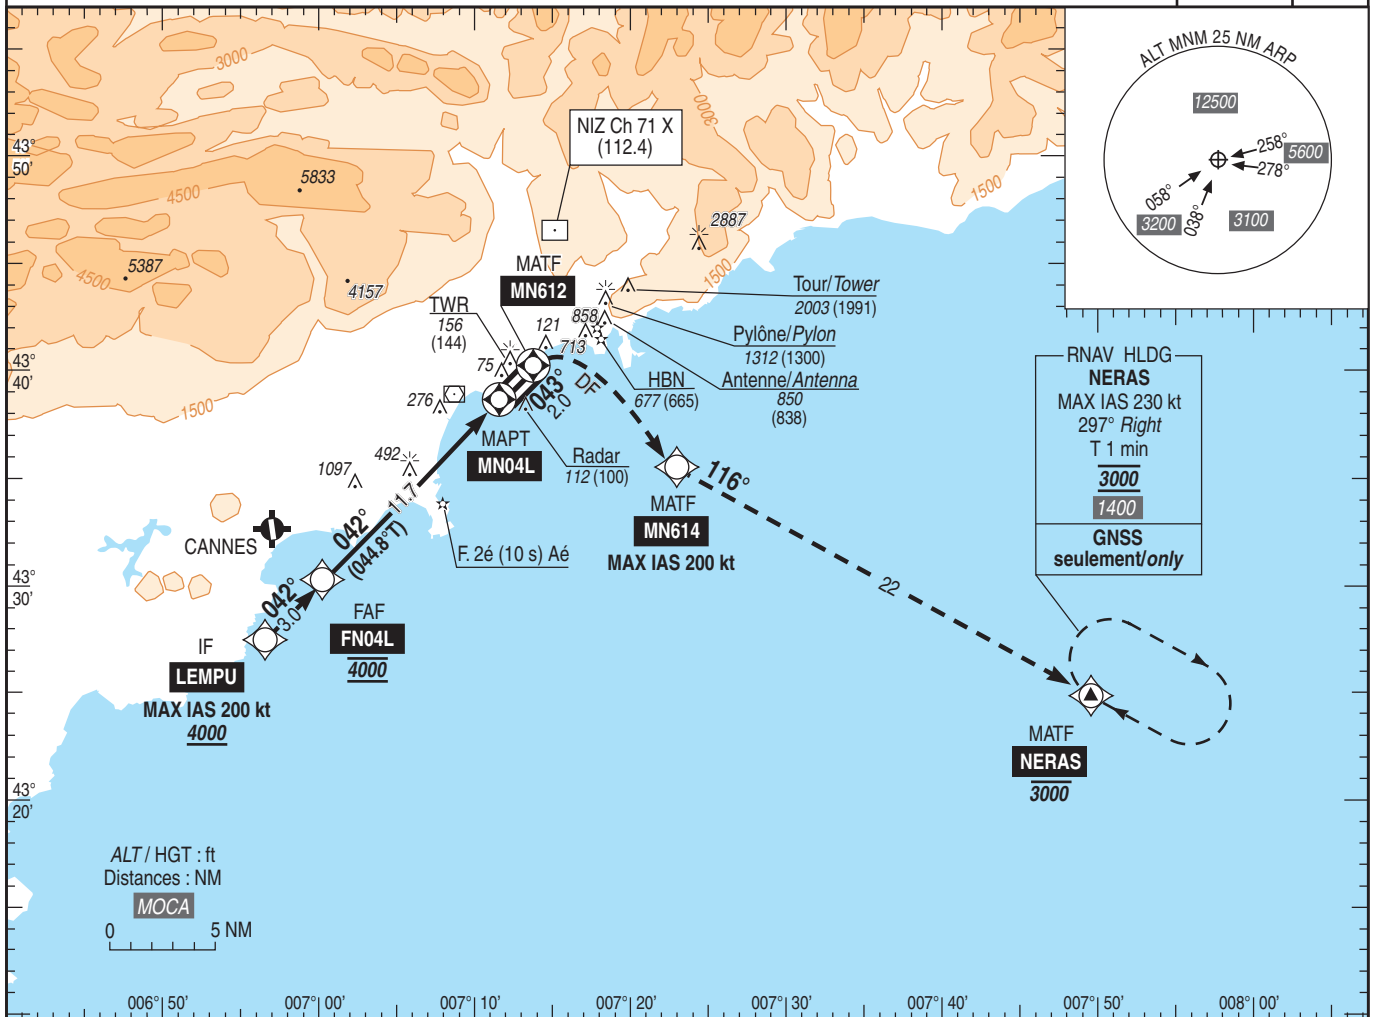 3000
3000
ALT MNM 25 NM ARP
12500
258°
5600
278°
058°
3200
038°
3100
43°
50'
5833
4500
NIZ Ch 71 X
(112.4)
1500
2887
5387
4500
4157
1500
MATF
MN612
TWR
156
(144)
121
858
713
75
276
Tour/Tower
2003 (1991)
Pylône/Pylon
1312 (1300)
Antenne/Antenna
850
(838)
HBN
677 (665)
43°
40'
1500
043°
2.0
DF
MAPT
MN04L
Radar
112 (100)
492
1097
11.7
042°
(044.8°T)
F. 2é (10 s) Aé
CANNES
116°
MATF
MN614
MAX IAS 200 kt
RNAV HLDG
NERAS
MAX IAS 230 kt
297° Right
T 1 min
3000
1400
GNSS
seulement/only
22
43°
30'
042°
3.0
FAF
FN04L
4000
IF
LEMPU
MAX IAS 200 kt
4000
MATF
NERAS
3000
43°
20'
ALT / HGT : ft
Distances : NM
MOCA
0 5 NM
006° 50' 007° 00' 007° 10' 007° 20' 007° 30' 007° 40' 007° 50' 008° 00'